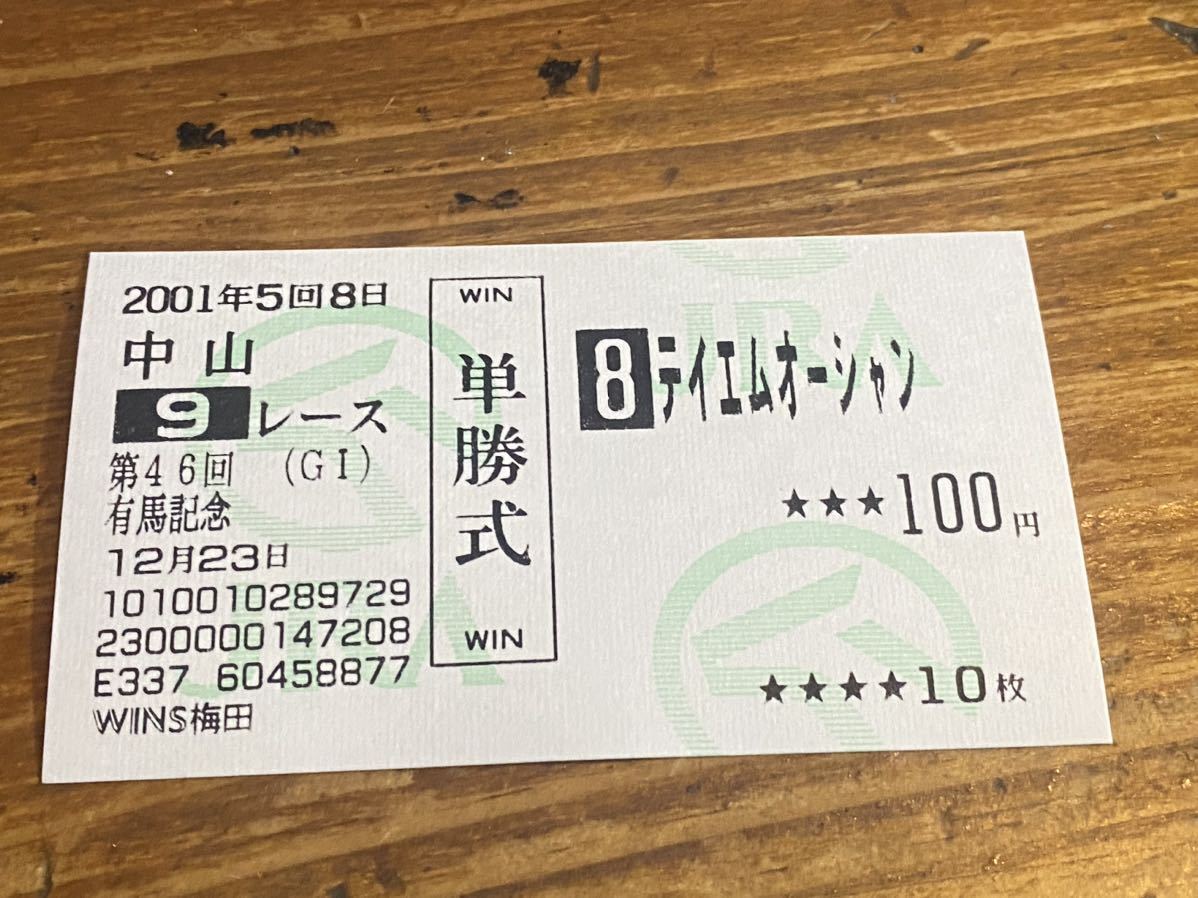 2001年5回8日
中山
9レース
第46回 (GI)
有馬記念
12月23日
1010010289729
2300000147208
E337 60458877
WINS梅田
WIN
単勝式
WIN
8テイエムオーシャン
★★★100円
★★★★10枚
JRA
JRA